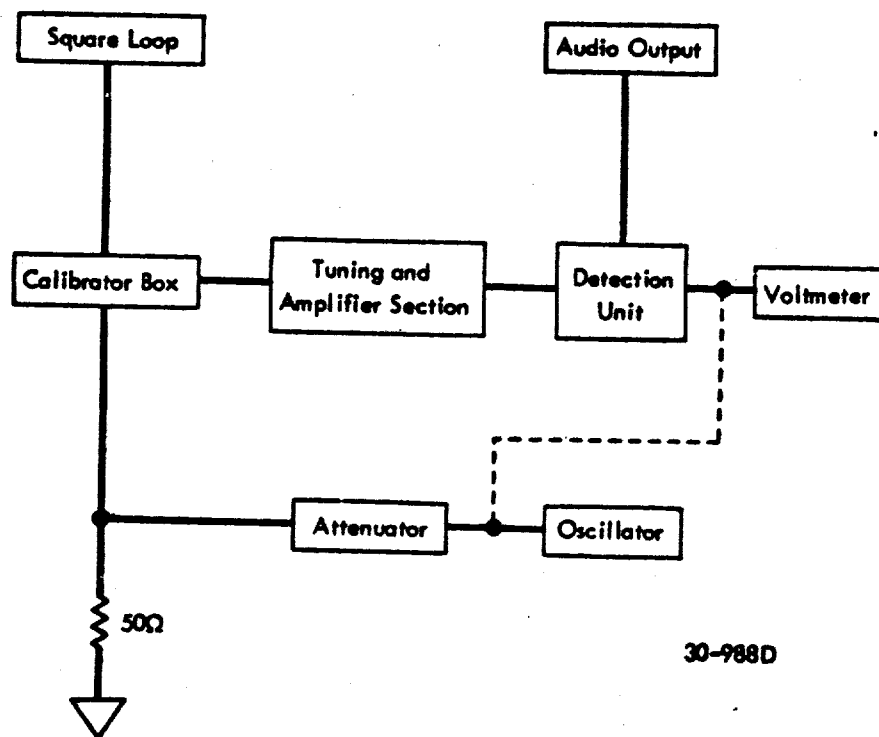 Square Loop
Audio Output
Calibrator Box
Tuning and
Amplifier Section
Detection
Unit
Voltmeter
Attenuator
Oscillator
50Ω
30-988D